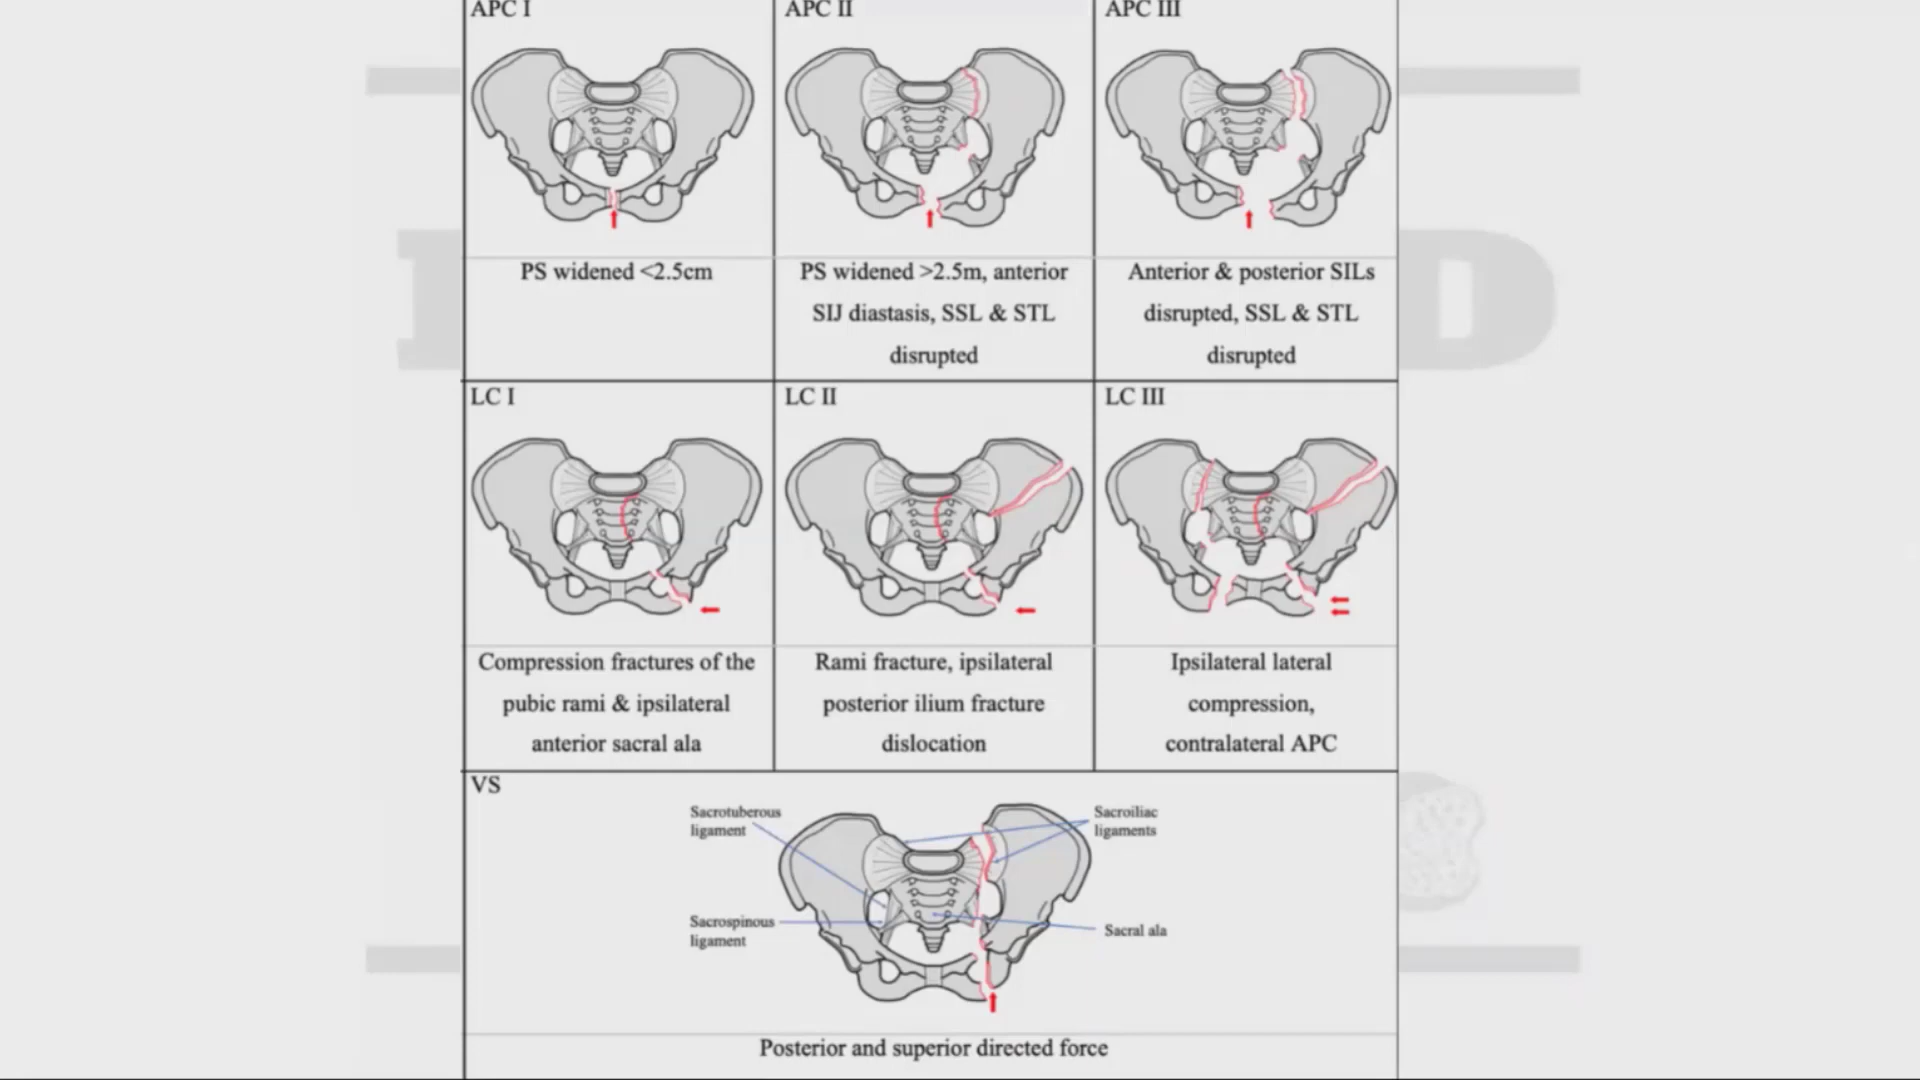 APC I
APC II
APC III
PS widened <2.5cm
PS widened >2.5m, anterior
SIJ diastasis, SSL & STL
disrupted
Anterior & posterior SILs
disrupted, SSL & STL
disrupted
LC I
LC II
LC III
Compression fractures of the
pubic rami & ipsilateral
anterior sacral ala
Rami fracture, ipsilateral
posterior ilium fracture
dislocation
Ipsilateral lateral
compression,
contralateral APC
VS
Sacrotuberous
ligament
Sacroiliac
ligaments
Sacrospinous
ligament
Sacral ala
Posterior and superior directed force